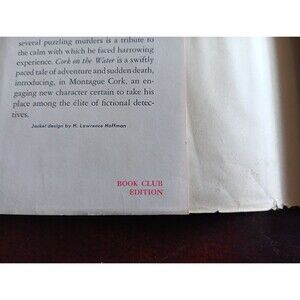 several puzzling murders is a tribute to
the calm with which he faced harrowing
experience. Cork on the Water is a swiftly
paced tale of adventure and sudden death,
introducing, in Montague Cork, an en-
gaging new character certain to take his
place among the élite of fictional detec-
tives.
Jacket design by H. Lawrence Hoffman
BOOK CLUB
EDITION